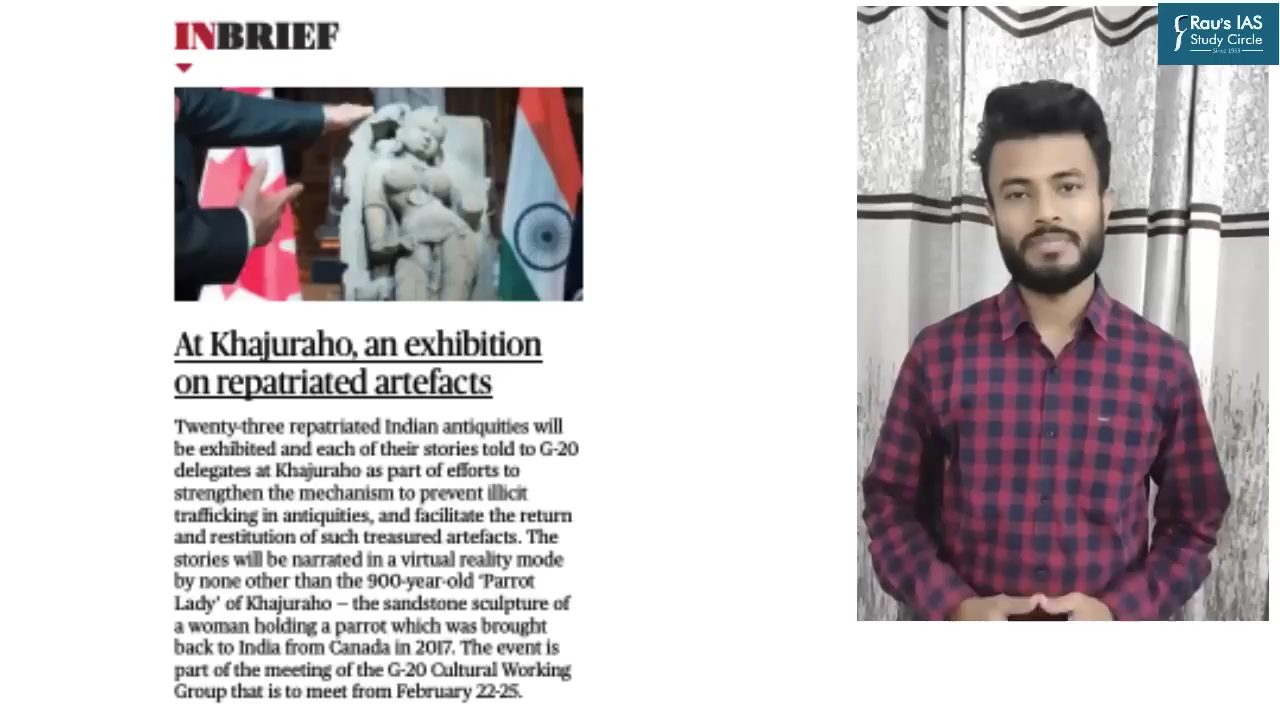 INBRIEF
At Khajuraho, an exhibition
on repatriated artefacts
Twenty-three repatriated Indian antiquities will
be exhibited and each of their stories told to G-20
delegates at Khajuraho as part of efforts to
strengthen the mechanism to prevent illicit
trafficking in antiquities, and facilitate the return
and restitution of such treasured artefacts. The
stories will be narrated in a virtual reality mode
by none other than the 900-year-old ‘Parrot
Lady’ of Khajuraho – the sandstone sculpture of
a woman holding a parrot which was brought
back to India from Canada in 2017. The event is
part of the meeting of the G-20 Cultural Working
Group that is to meet from February 22-25.
Rau's IAS
Study Circle
Since 1953